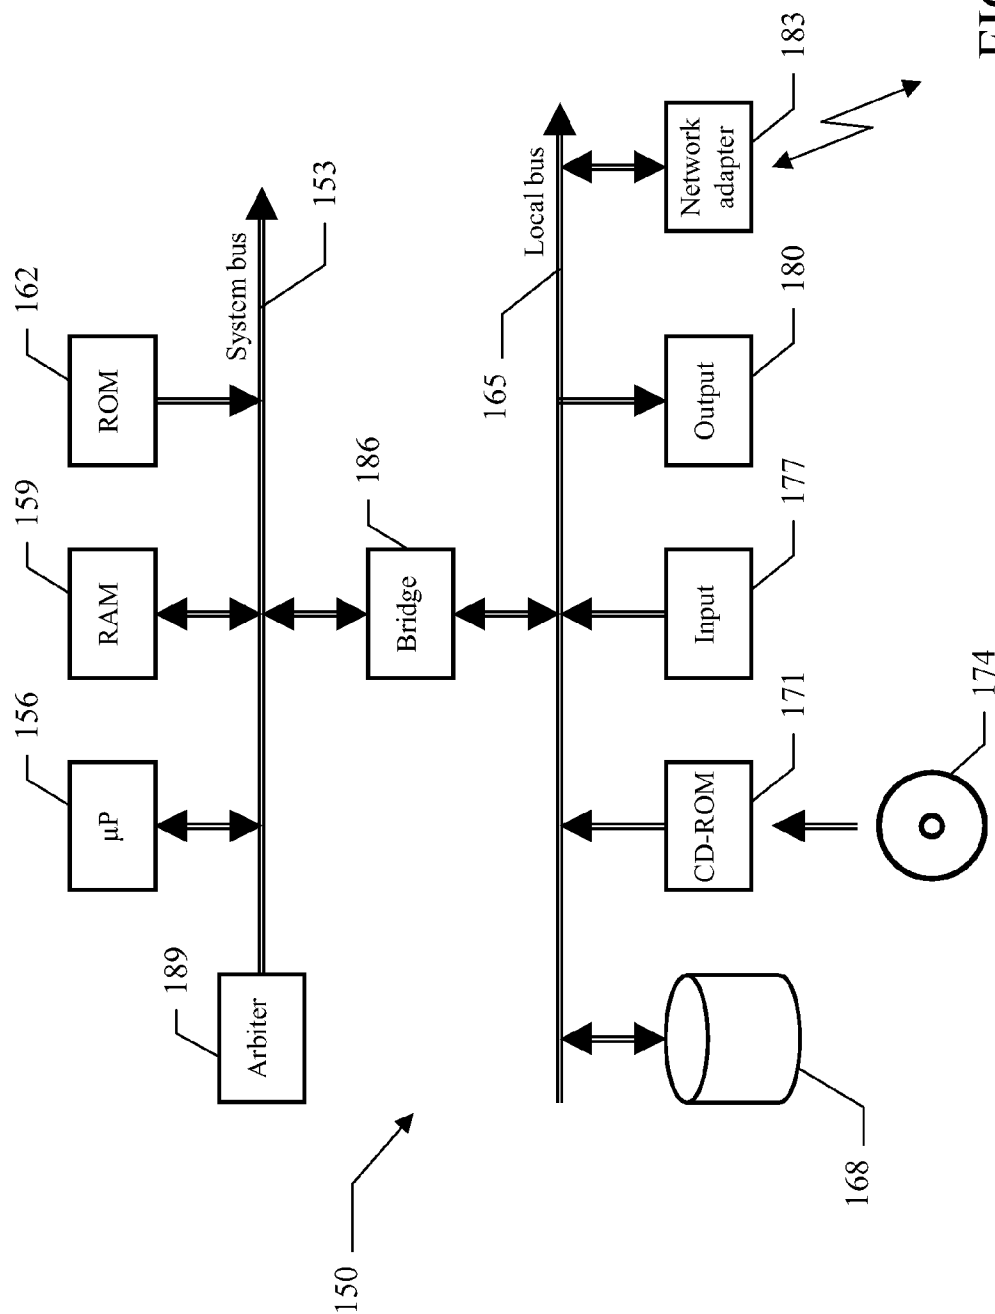 162
159
156
ROM
RAM
µP
System bus
153
189
Arbiter
186
Bridge
150
Local bus
165
Network
adapter
183
Output
180
Input
177
CD-ROM
171
174
168